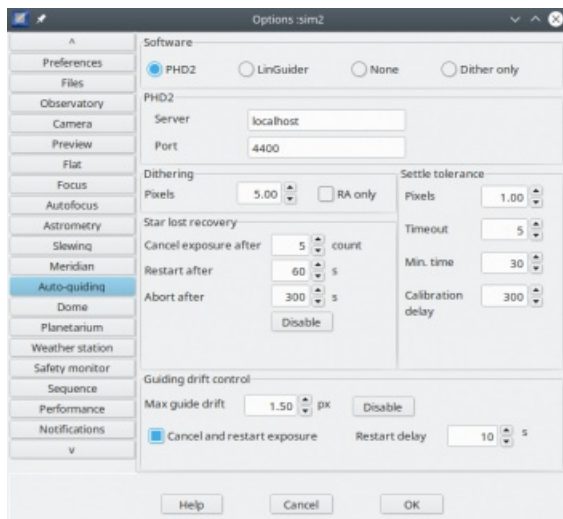 Options :sim2
^
Preferences
Files
Observatory
Camera
Preview
Flat
Focus
Autofocus
Astrometry
Slewing
Meridian
Auto-guiding
Dome
Planetarium
Weather station
Safety monitor
Sequence
Performance
Notifications
v
Software
PHD2 LinGuider None Dither only
PHD2
Server localhost
Port 4400
Dithering
Pixels 5.00 RA only
Star lost recovery
Cancel exposure after 5 count
Restart after 60 s
Abort after 300 s
Disable
Settle tolerance
Pixels 1.00
Timeout 5
Min. time 30
Calibration delay 300
Guiding drift control
Max guide drift 1.50 px Disable
Cancel and restart exposure Restart delay 10 s
Help Cancel OK